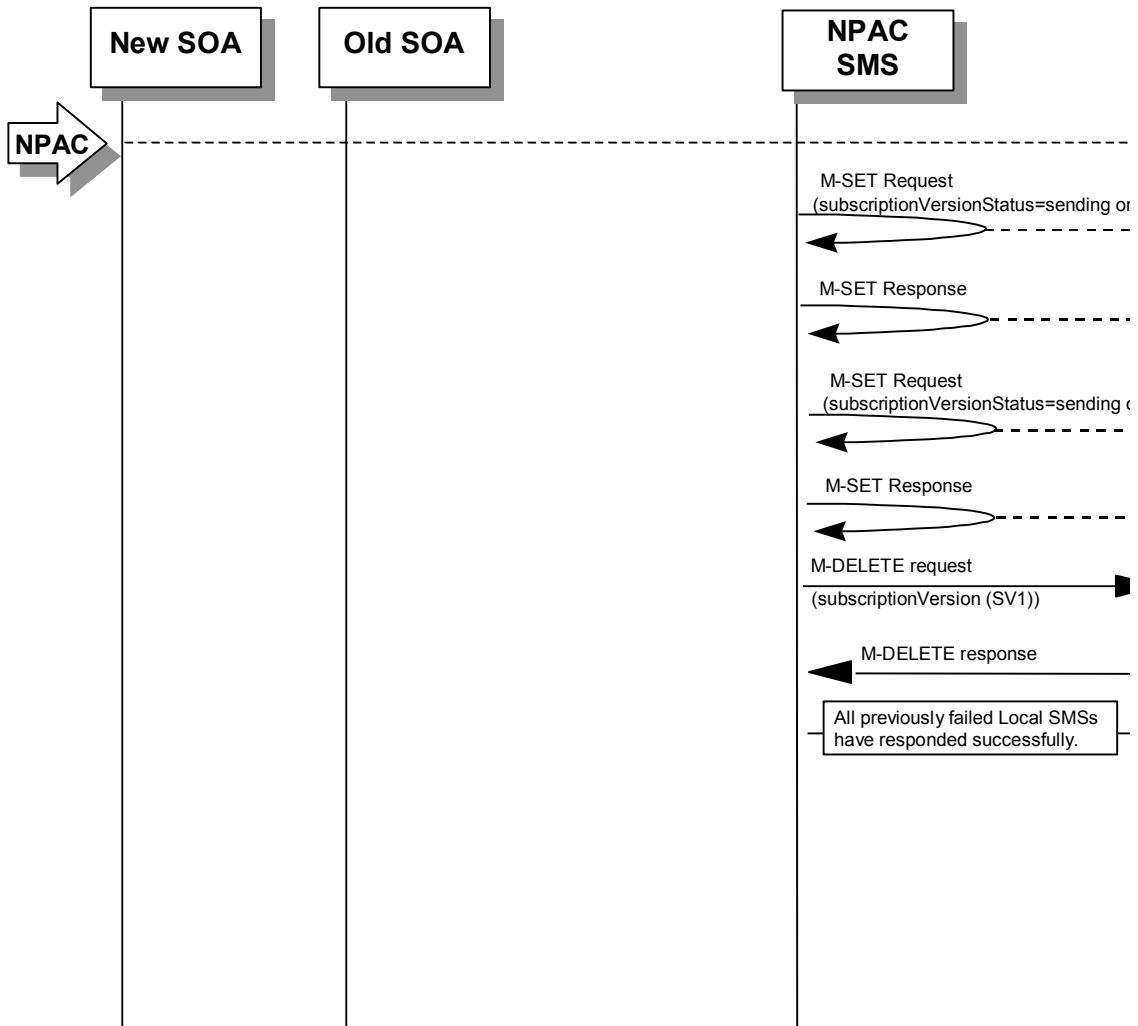 New SOA
Old SOA
NPAC
SMS
NPAC
M-SET Request
(subscriptionVersionStatus=sending
M-SET Response
M-SET Request
(subscriptionVersionStatus=sending
M-SET Response
M-DELETE request
(subscriptionVersion (SV1))
M-DELETE response
All previously failed Local SMSs
have responded successfully.